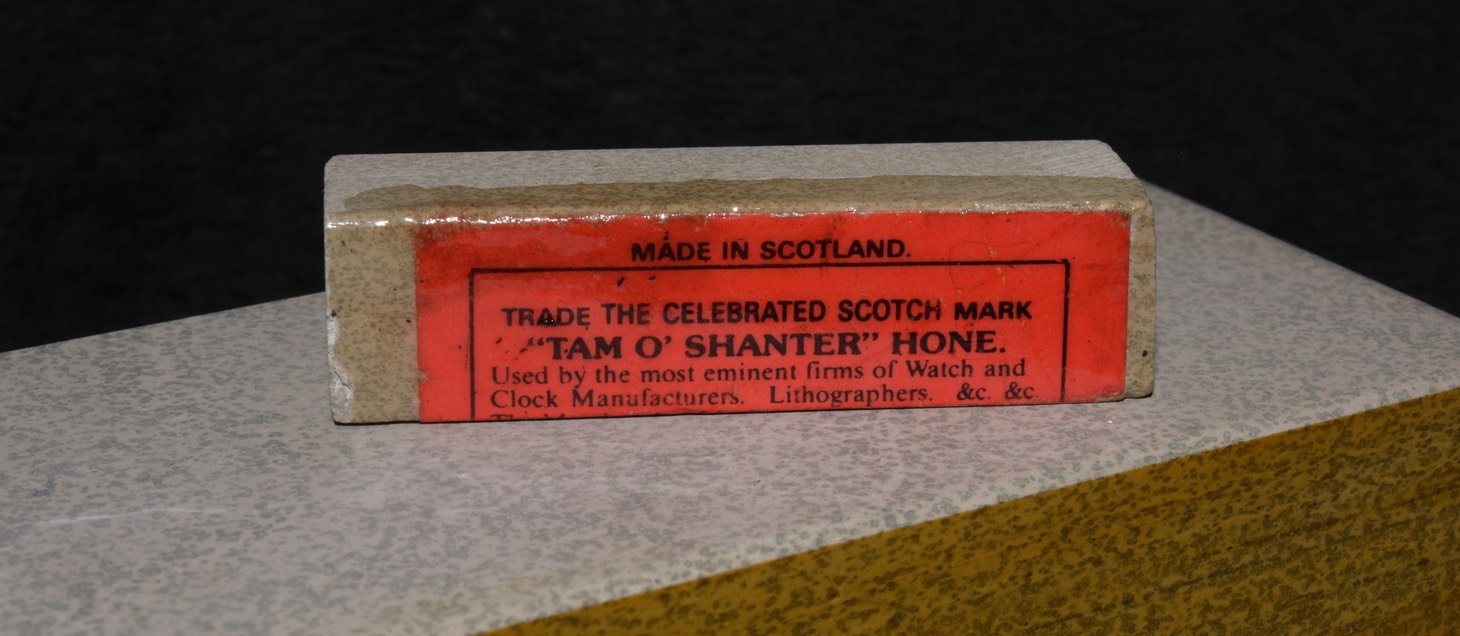 MADE IN SCOTLAND.
TRADE THE CELEBRATED SCOTCH MARK
"TAM O' SHANTER" HONE.
Used by the most eminent firms of Watch and
Clock Manufacturers. Lithographers. &c. &c.